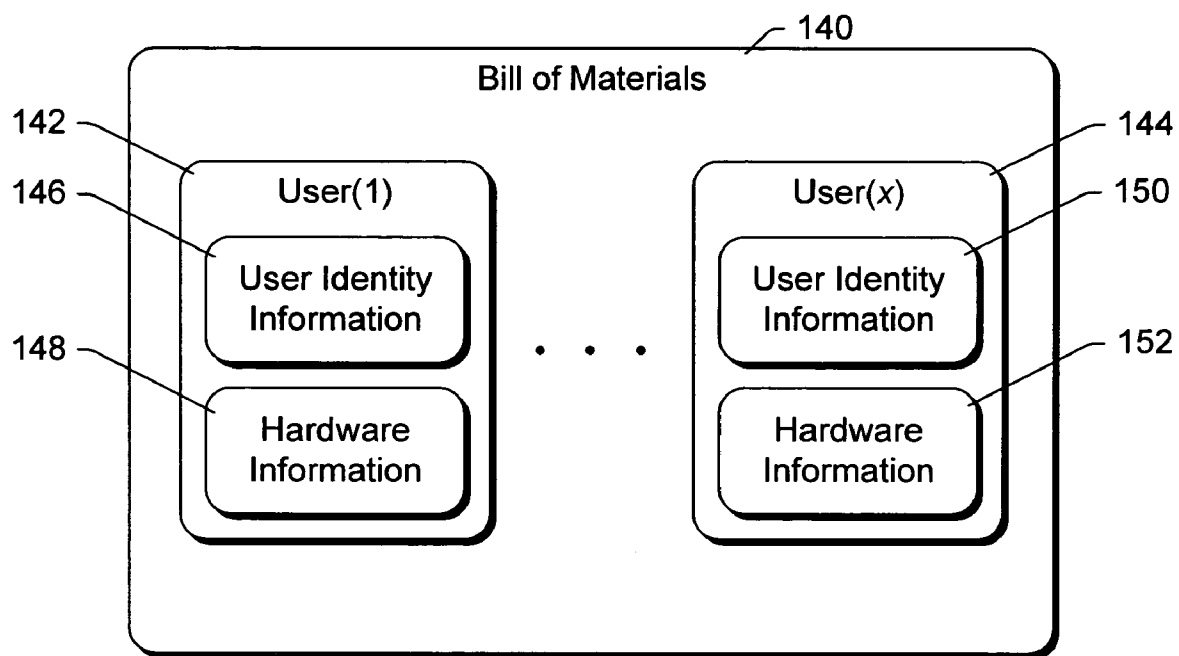 140
Bill of Materials
142
144
User(1)
User(x)
146
150
User Identity
Information
User Identity
Information
. . .
148
152
Hardware
Information
Hardware
Information